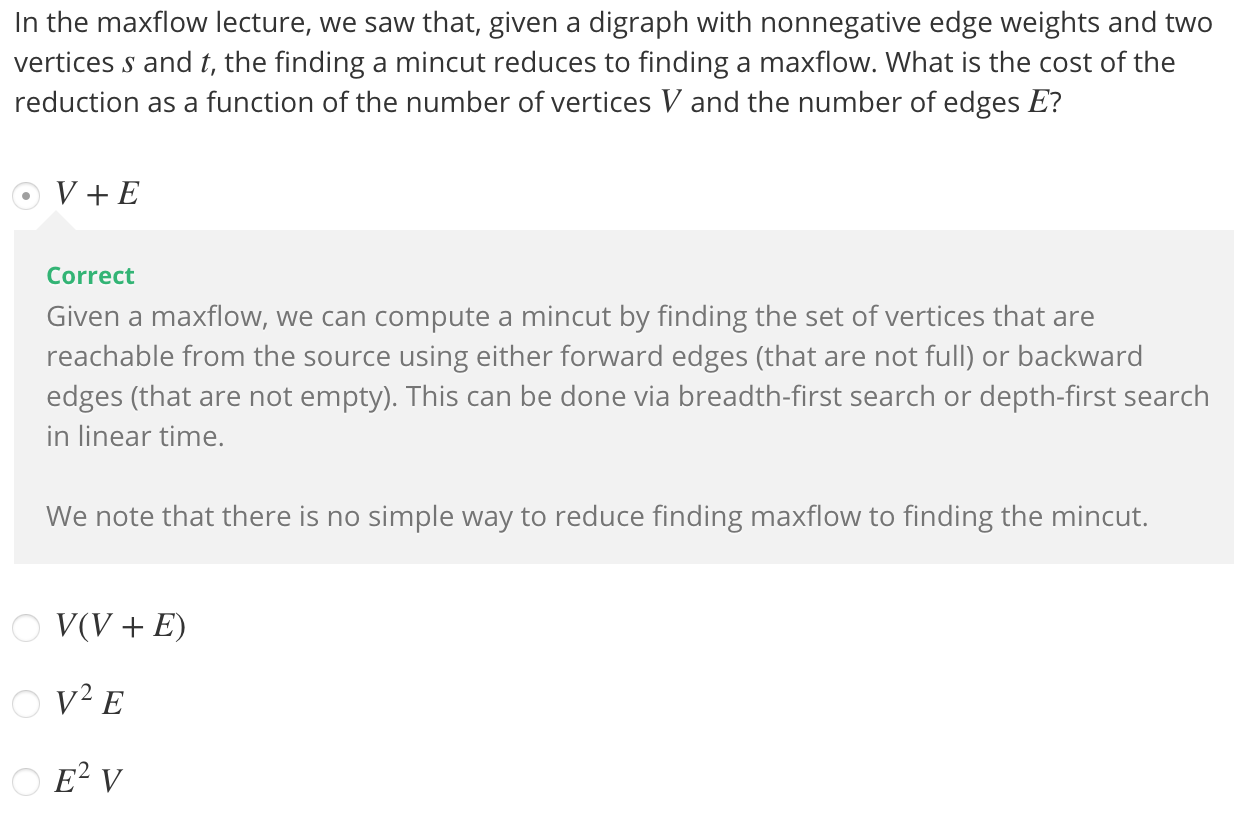 In the maxflow lecture, we saw that, given a digraph with nonnegative edge weights and two
vertices s and t, the finding a mincut reduces to finding a maxflow. What is the cost of the
reduction as a function of the number of vertices V and the number of edges E?
V + E
Correct
Given a maxflow, we can compute a mincut by finding the set of vertices that are
reachable from the source using either forward edges (that are not full) or backward
edges (that are not empty). This can be done via breadth-first search or depth-first search
in linear time.
We note that there is no simple way to reduce finding maxflow to finding the mincut.
V(V + E)
V² E
E² V